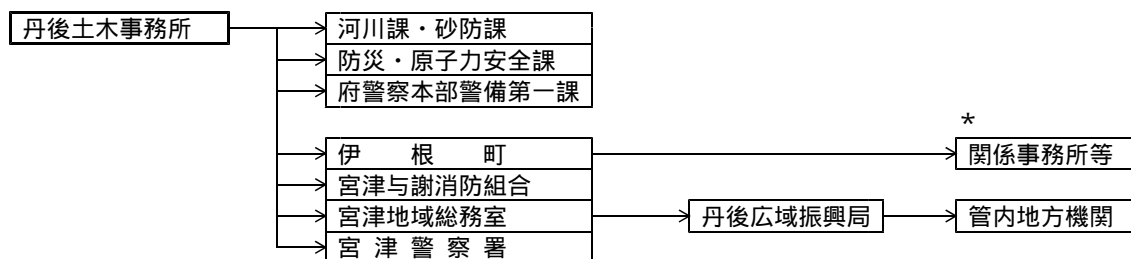 丹後土木事務所
河川課・砂防課
防災・原子力安全課
府警察本部警備第一課
*
伊　根　町
関係事務所等
宮津与謝消防組合
宮津地域総務室
丹後広域振興局
管内地方機関
宮 津 警 察 署